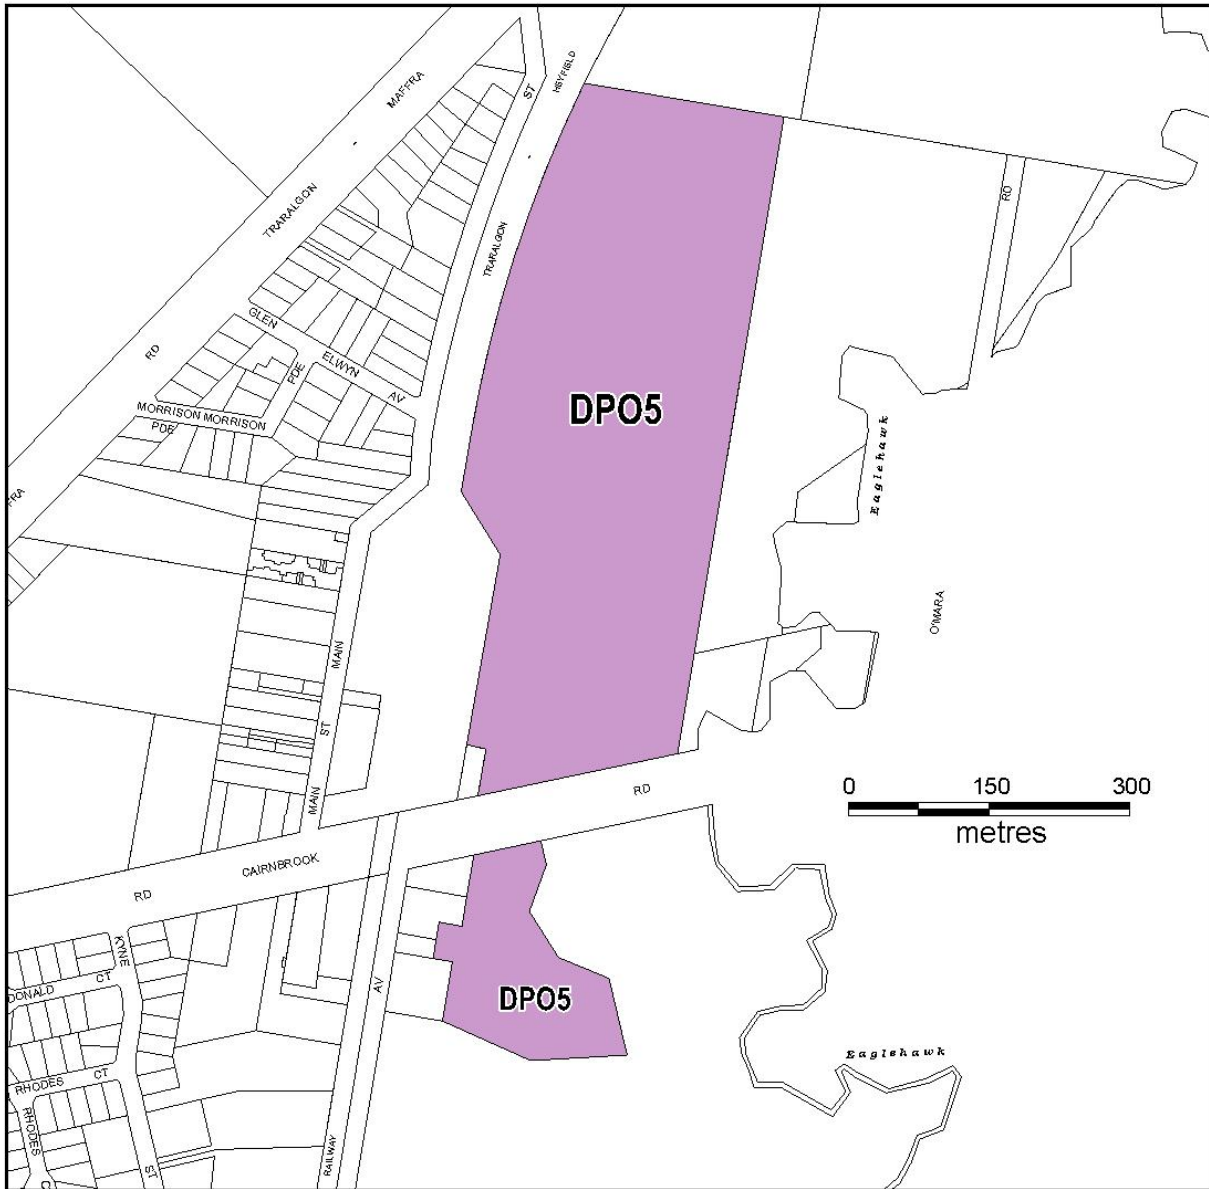 MAFFRA
-
TRARALGON
RD
FRA
HEYFIELD
-
TRARALGON
ST
RD
GLEN
ELWYN
AV
PDE
MORRISON MORRISON
PDE
DPO5
Eaglehawk
O'MARA
MAIN
ST
MAIN
RD
CAIRNBROOK
RD
0 150 300
metres
KYNE
CT
DONALD
AV
DPO5
Eaglehawk
RHODES CT
RHODES
ST
RAILWAY